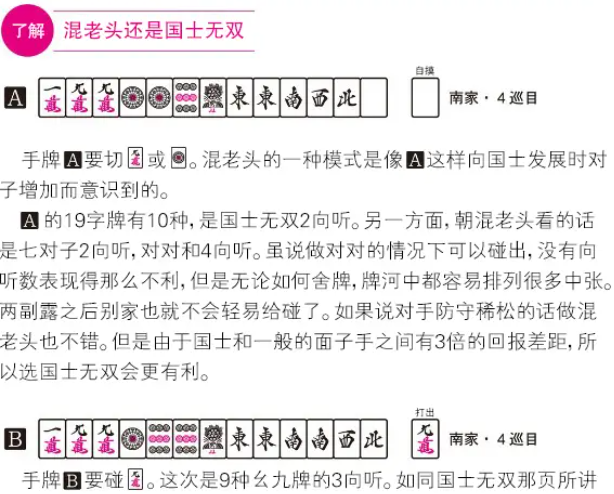 了解 混老头还是国士无双
自摸
A 一萬 九萬 九萬 東 東 南 西 北 南家・4巡目
手牌A要切九萬或。混老头的一种模式是像A这样向国士发展时对
子增加而意识到的。
A的19字牌有10种，是国士无双2向听。另一方面，朝混老头看的话
是七对子2向听，对对和4向听。虽说做对对的情况下可以碰出，没有向
听数表现得那么不利，但是无论如何舍牌，牌河中都容易排列很多中张。
两副露之后别家也就不会轻易给碰了。如果说对手防守稀松的话做混
老头也不错。但是由于国士和一般的面子手之间有3倍的回报差距，所
以选国士无双会更有利。
打出
B 一萬 九萬 九萬 東 東 南 南 西 北 九萬 南家・4巡目
手牌B要碰九萬。这次是9种幺九牌的3向听。如同国士无双那页所讲